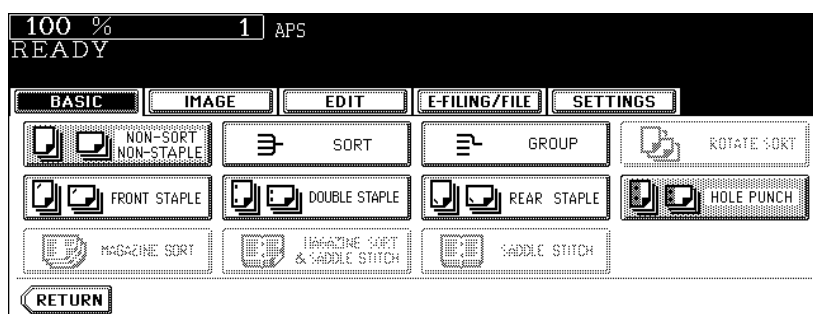 100 % 1 APS
READY
BASIC IMAGE EDIT E-FILING/FILE SETTINGS
NON-SORT NON-STAPLE
SORT
GROUP
ROTATE SORT
FRONT STAPLE
DOUBLE STAPLE
REAR STAPLE
HOLE PUNCH
MAGAZINE SORT
MAGAZINE SORT & SADDLE STITCH
SADDLE STITCH
RETURN